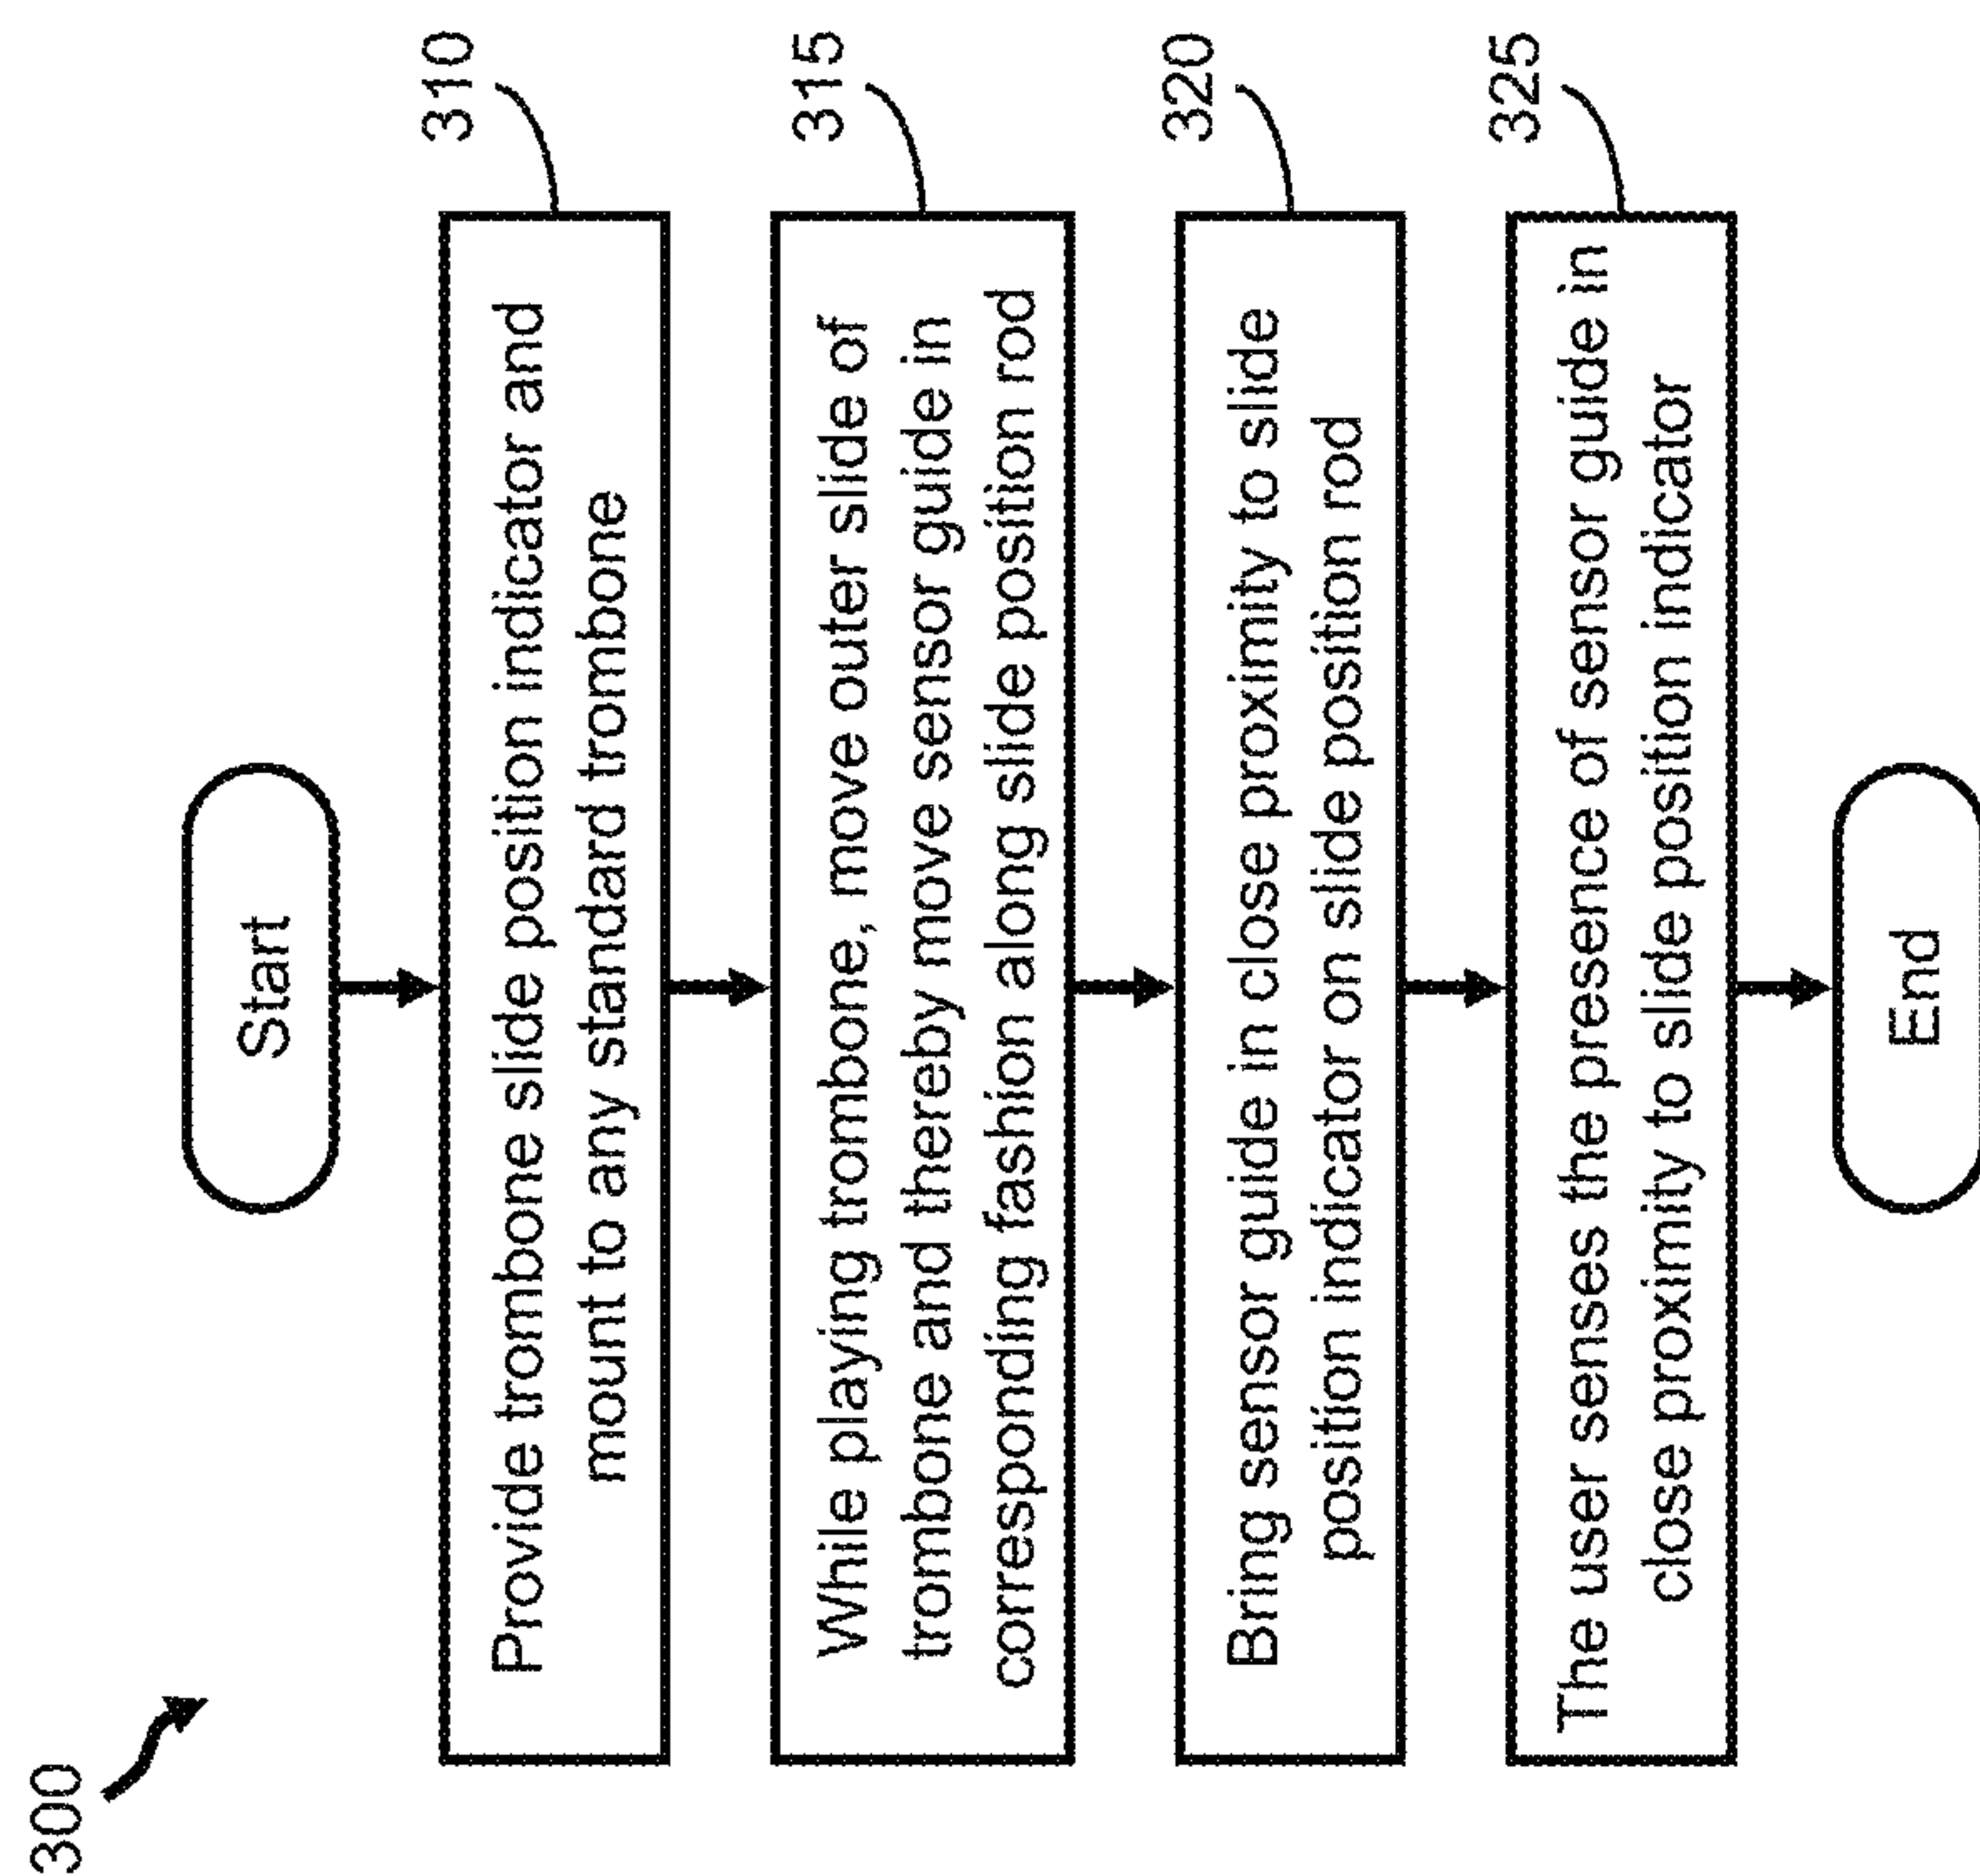 300
Start
Provide trombone slide position indicator and
mount to any standard trombone
310
While playing trombone, move outer slide of
trombone and thereby move sensor guide in
corresponding fashion along slide position rod
315
Bring sensor guide in close proximity to slide
position indicator on slide position rod
320
The user senses the presence of sensor guide in
close proximity to slide position indicator
325
End